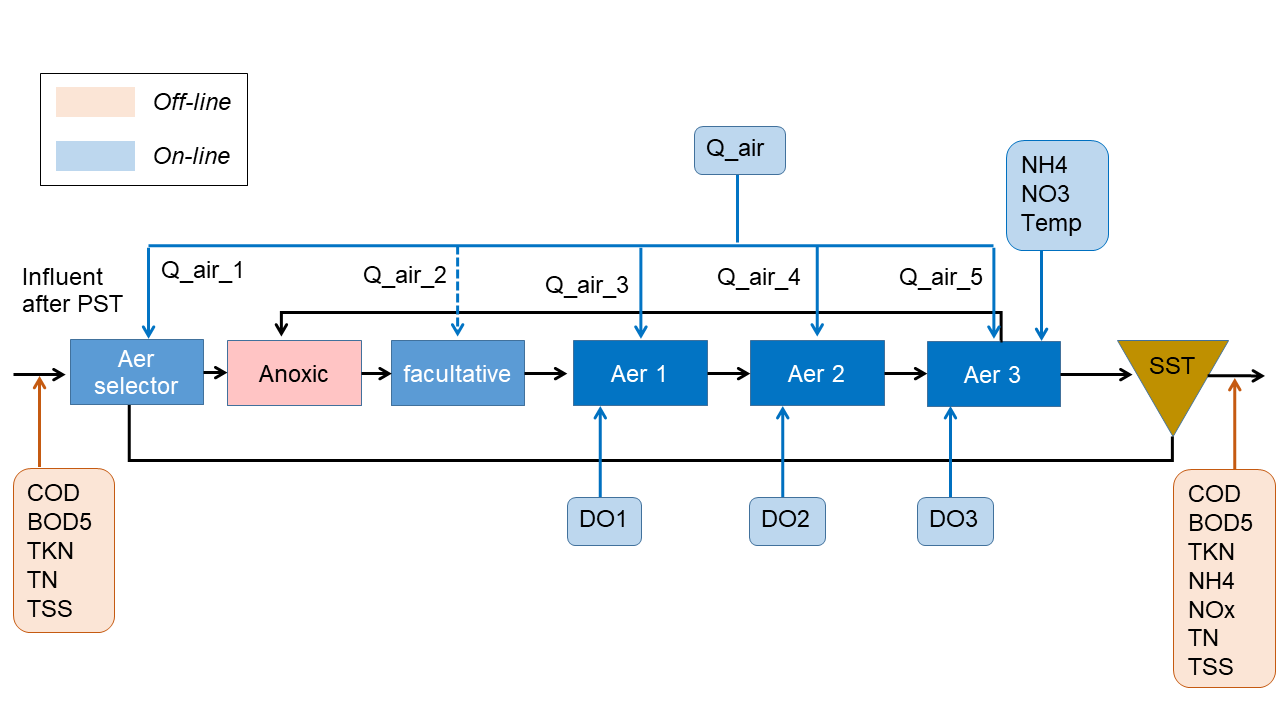 Off-line
On-line
Q_air
NH4
NO3
Temp
Influent
after PST
Q_air_1
Q_air_2
Q_air_3
Q_air_4
Q_air_5
Aer
selector
Anoxic
facultative
Aer 1
Aer 2
Aer 3
SST
COD
BOD5
TKN
TN
TSS
DO1
DO2
DO3
COD
BOD5
TKN
NH4
NOx
TN
TSS